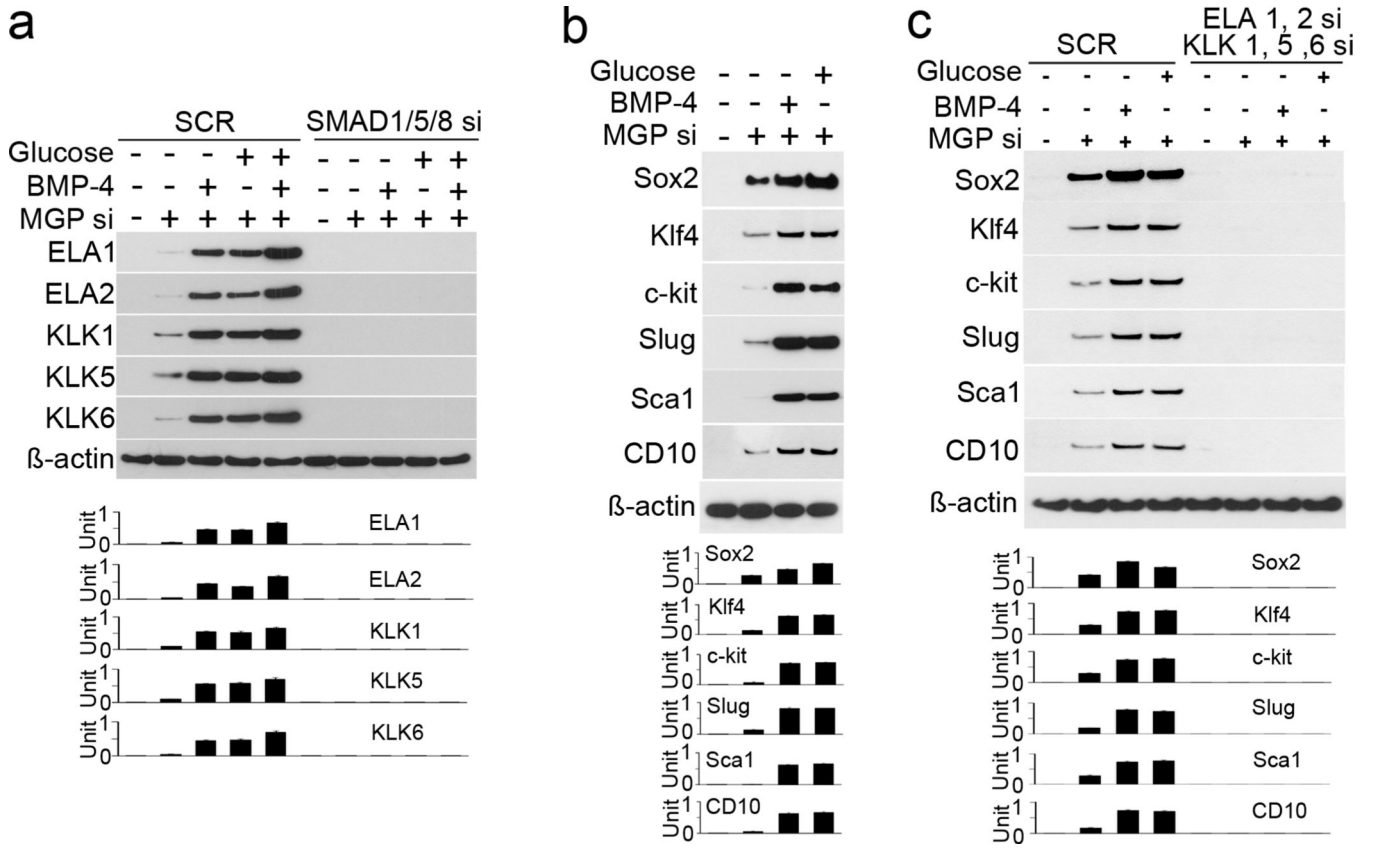 a
SCR SMAD1/5/8 si
Glucose - - - + + - - - + +
BMP-4 - - + - + - - + - +
MGP si - + + + + - + + + +
ELA1
ELA2
KLK1
KLK5
KLK6
ß-actin
Unit 1 0 ELA1
Unit 1 0 ELA2
Unit 1 0 KLK1
Unit 1 0 KLK5
Unit 1 0 KLK6
b
Glucose - - - +
BMP-4 - - + -
MGP si - + + +
Sox2
Klf4
c-kit
Slug
Sca1
CD10
ß-actin
Unit 1 0 Sox2
Unit 1 0 Klf4
Unit 1 0 c-kit
Unit 1 0 Slug
Unit 1 0 Sca1
Unit 1 0 CD10
c
ELA 1, 2 si
SCR KLK 1, 5 ,6 si
Glucose - - - + - - - +
BMP-4 - - + - - - + -
MGP si - + + + - + + +
Sox2
Klf4
c-kit
Slug
Sca1
CD10
ß-actin
Unit 1 0 Sox2
Unit 1 0 Klf4
Unit 1 0 c-kit
Unit 1 0 Slug
Unit 1 0 Sca1
Unit 1 0 CD10